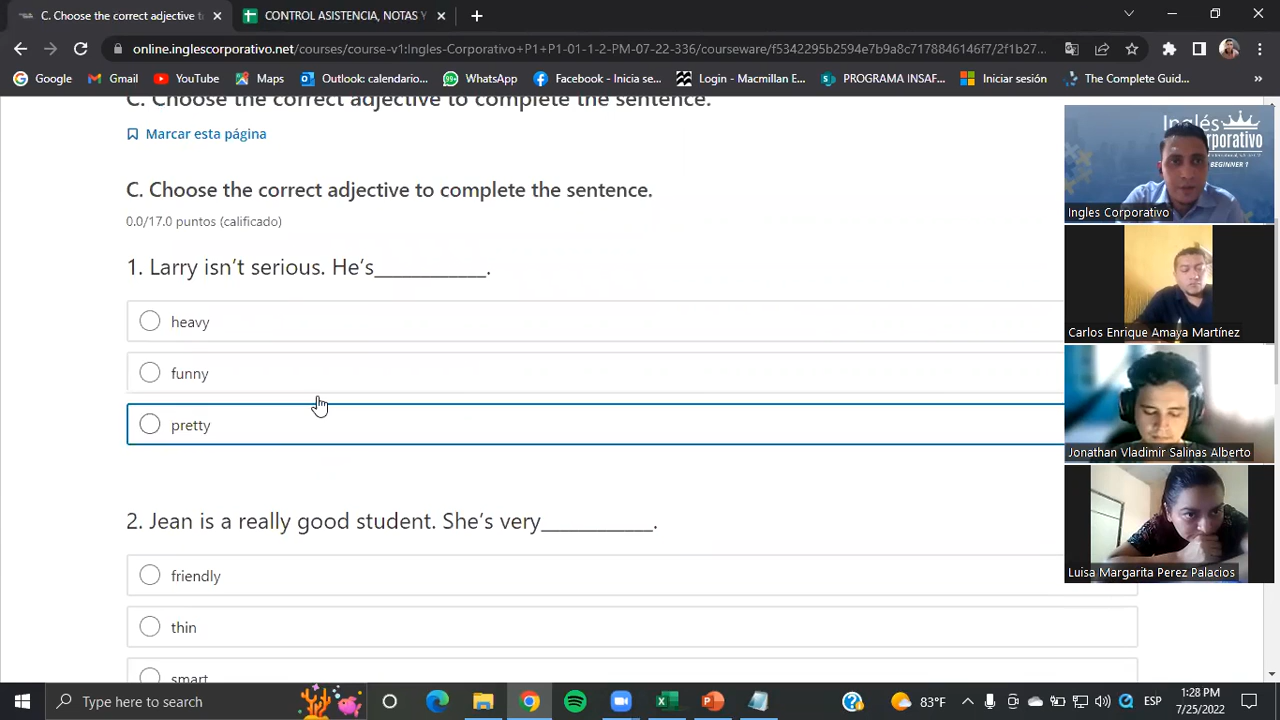 C. Choose the correct adjective to
CONTROL ASISTENCIA, NOTAS Y
online.inglescorporativo.net/courses/course-v1:Ingles-Corporativo+P1+P1-01-1-2-PM-07-22-336/courseware/f5342295b2594e7b9a8c7178846146f7/2f1b27...
Google
Gmail
YouTube
Maps
Outlook: calendario...
WhatsApp
Facebook - Inicia se...
Login - Macmillan E...
PROGRAMA INSAF...
Iniciar sesión
The Complete Guid...
»
C. Choose the correct adjective to complete the sentence.
Marcar esta página
C. Choose the correct adjective to complete the sentence.
0.0/17.0 puntos (calificado)
1. Larry isn't serious. He's___________.
heavy
funny
pretty
2. Jean is a really good student. She's very___________.
friendly
thin
smart
Inglés
Corporativo
BEGINNER 1
Ingles Corporativo
Carlos Enrique Amaya Martínez
Jonathan Vladimir Salinas Alberto
Luisa Margarita Perez Palacios
Type here to search
83°F
ESP
1:28 PM
7/25/2022